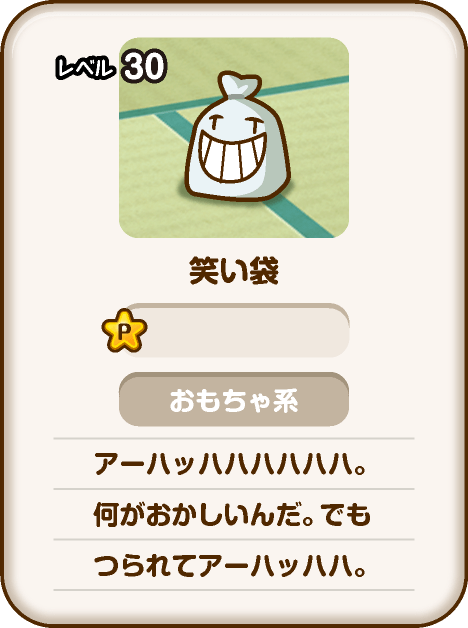 レベル 30
笑い袋
P
おもちゃ系
アーハッハハハハハハ。
何がおかしいんだ。でも
つられてアーハッハハ。